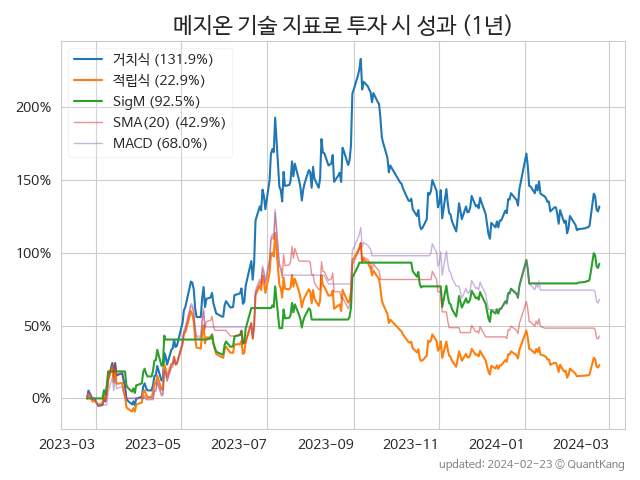 메지온 기술 지표로 투자 시 성과 (1년)
거치식 (131.9%)
적립식 (22.9%)
SigM (92.5%)
SMA(20) (42.9%)
MACD (68.0%)
200%
150%
100%
50%
0%
2023-03 2023-05 2023-07 2023-09 2023-11 2024-01 2024-03
updated: 2024-02-23 © QuantKang